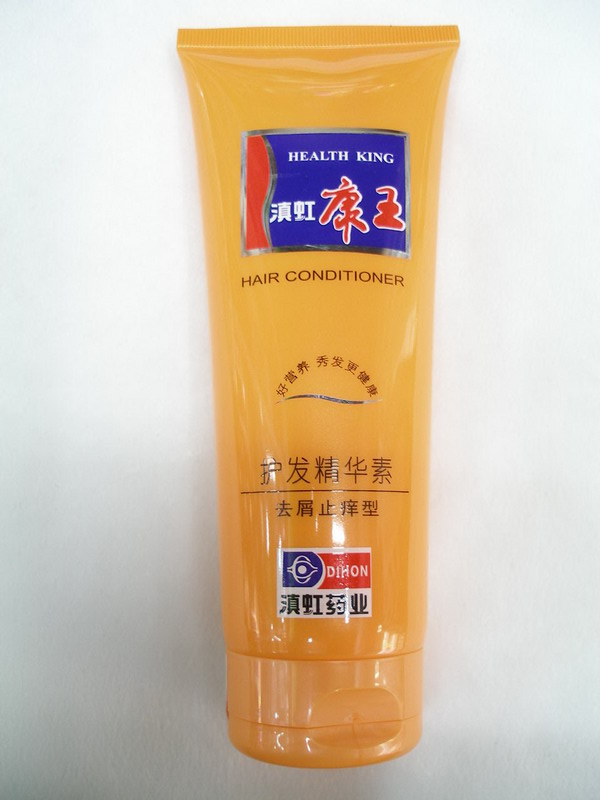 HEALTH KING
滇虹 康王
HAIR CONDITIONER
好营养 秀发更健康
护发精华素
去屑止痒型
DIHON
滇虹药业